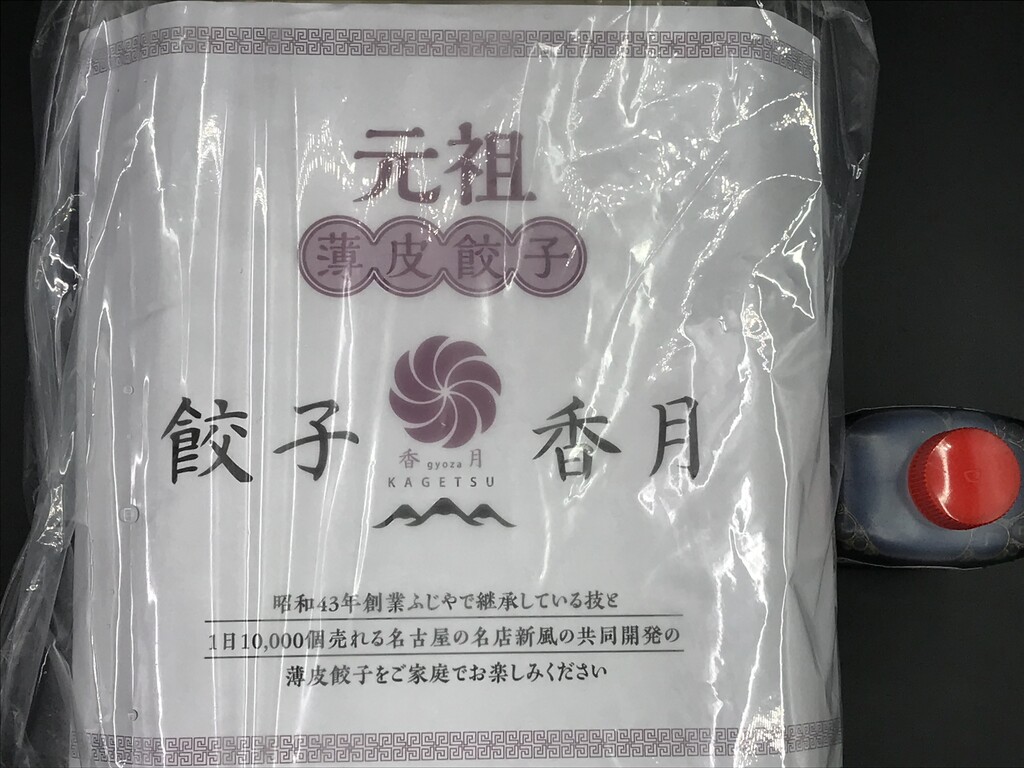 元祖
薄皮餃子
餃子 香月
香 gyoza 月
KAGETSU
昭和43年創業ふじやで継承している技と
1日10,000個売れる名古屋の名店新風の共同開発の
薄皮餃子をご家庭でお楽しみください